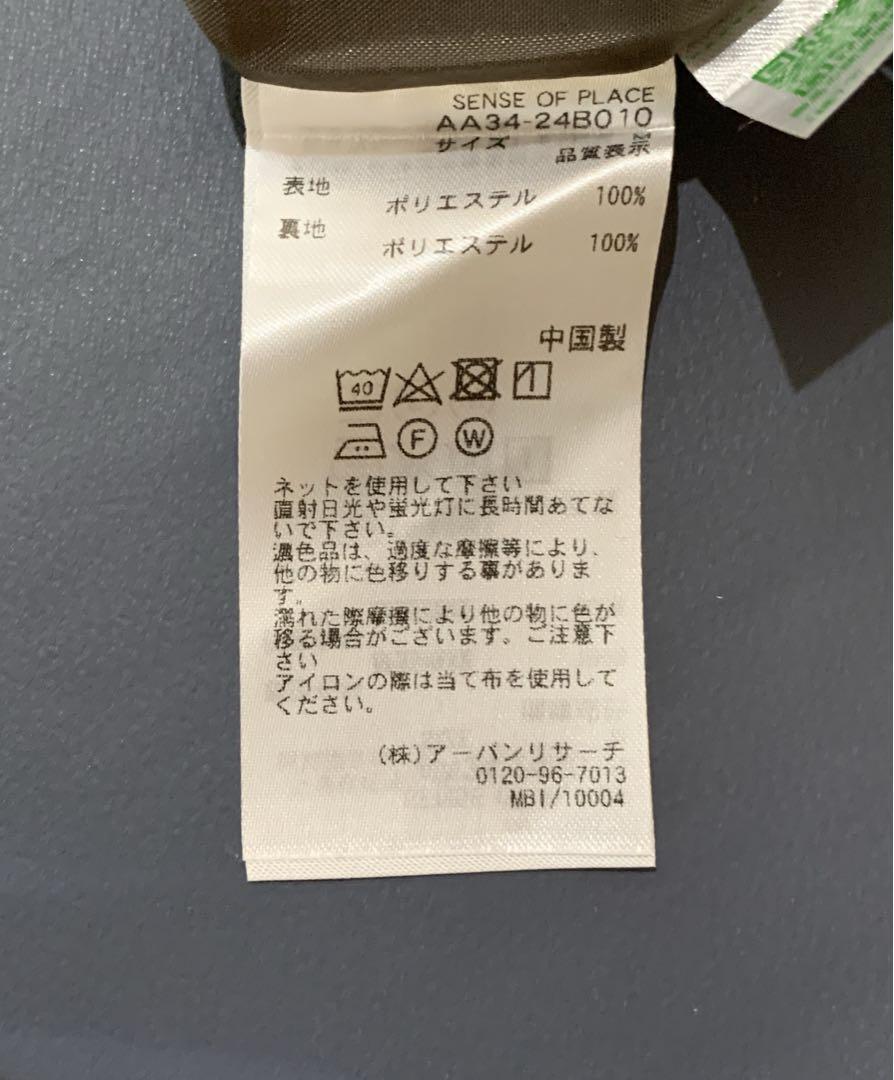 SENSE OF PLACE
AA34-24B010
サイズ M
品質表示
表地 ポリエステル 100%
裏地 ポリエステル 100%
中国製
40
F W
ネットを使用して下さい
直射日光や蛍光灯に長時間あてな
いで下さい。
濃色品は、過度な摩擦等により、
他の物に色移りする事がありま
す。
濡れた際摩擦により他の物に色が
移る場合がございます。ご注意下
さい
アイロンの際は当て布を使用して
ください。
(株)アーバンリサーチ
0120-96-7013
MBI/10004